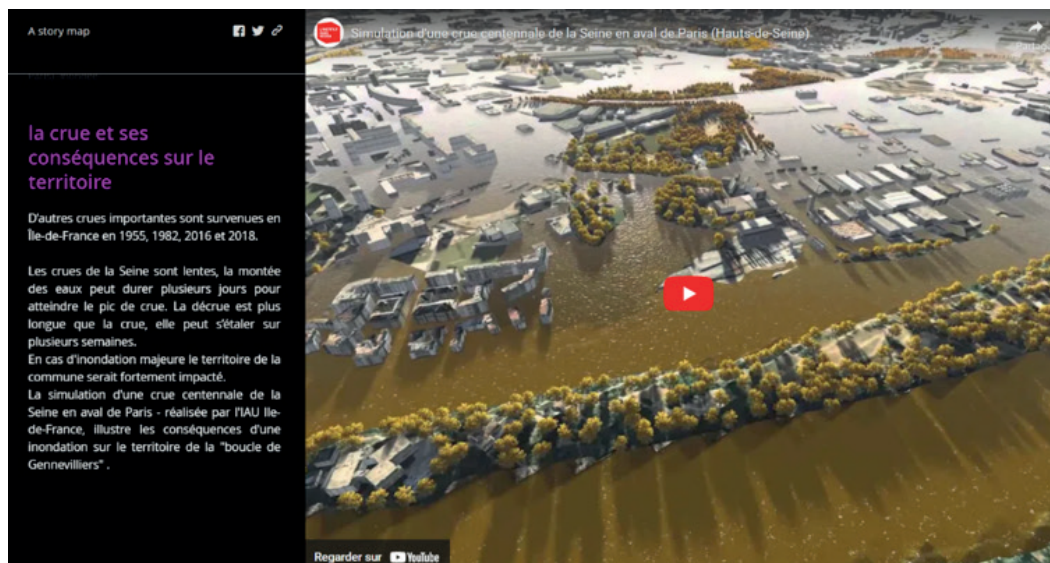 A story map
la crue et ses
conséquences sur le
territoire
D'autres crues importantes sont survenues en
Île-de-France en 1955, 1982, 2016 et 2018.
Les crues de la Seine sont lentes, la montée
des eaux peut durer plusieurs jours pour
atteindre le pic de crue. La décrue est plus
longue que la crue, elle peut s'étaler sur
plusieurs semaines.
En cas d'inondation majeure le territoire de la
commune serait fortement impacté.
La simulation d'une crue centennale de la
Seine en aval de Paris - réalisée par l'IAU Ile-
de-France, illustre les conséquences d'une
inondation sur le territoire de la "boucle de
Gennevilliers" .
Simulation d'une crue centennale de la Seine en aval de Paris (Hauts-de-Seine)
Regarder sur YouTube